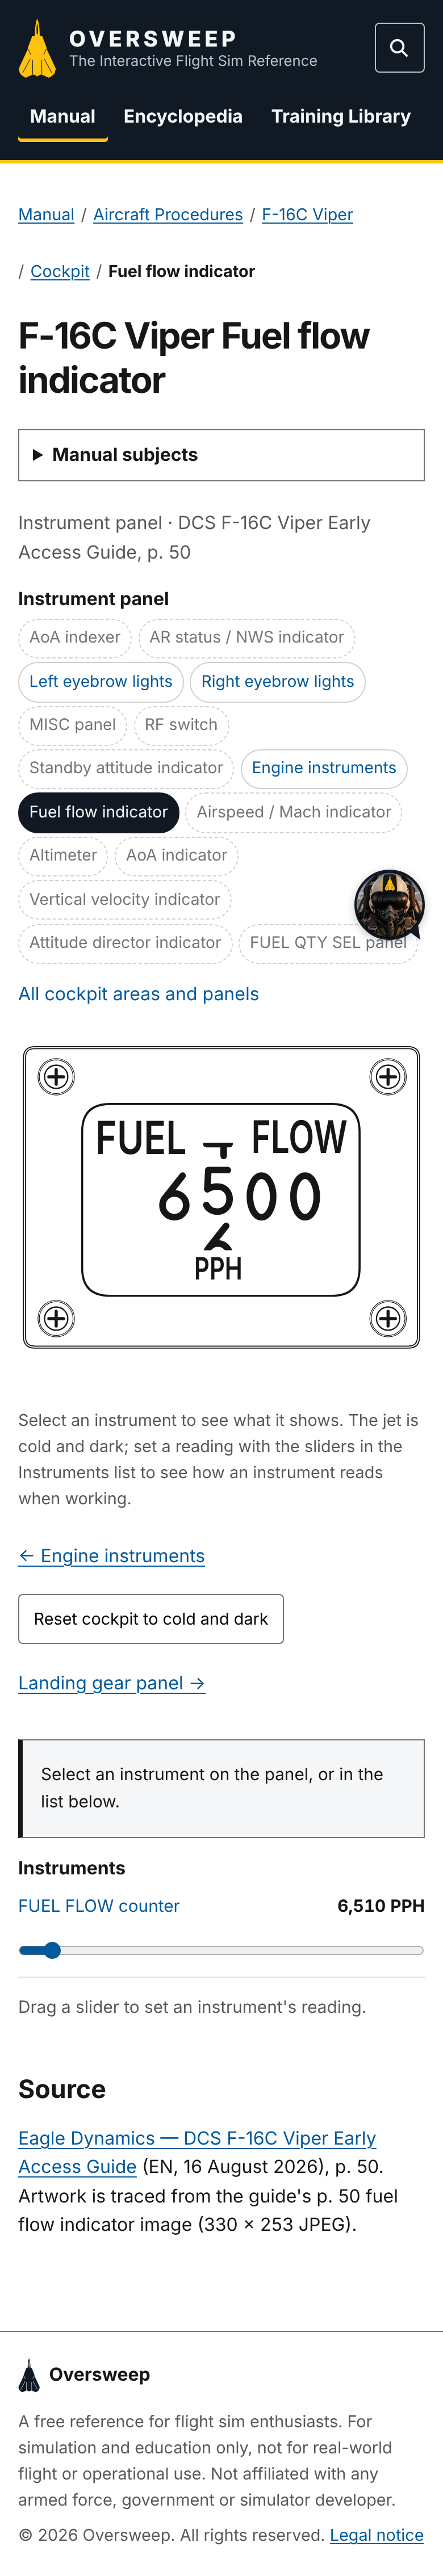 OVERSWEEP
The Interactive Flight Sim Reference
Manual Encyclopedia Training Library
Manual / Aircraft Procedures / F-16C Viper
/ Cockpit / Fuel flow indicator
F-16C Viper Fuel flow
indicator
▶ Manual subjects
Instrument panel · DCS F-16C Viper Early
Access Guide, p. 50
Instrument panel
AoA indexer AR status / NWS indicator
Left eyebrow lights Right eyebrow lights
MISC panel RF switch
Standby attitude indicator Engine instruments
Fuel flow indicator Airspeed / Mach indicator
Altimeter AoA indicator
Vertical velocity indicator
Attitude director indicator FUEL QTY SEL panel
All cockpit areas and panels
FUEL FLOW
6500
PPH
Select an instrument to see what it shows. The jet is
cold and dark; set a reading with the sliders in the
Instruments list to see how an instrument reads
when working.
← Engine instruments
Reset cockpit to cold and dark
Landing gear panel →
Select an instrument on the panel, or in the
list below.
Instruments
FUEL FLOW counter 6,510 PPH
Drag a slider to set an instrument's reading.
Source
Eagle Dynamics — DCS F-16C Viper Early
Access Guide (EN, 16 August 2026), p. 50.
Artwork is traced from the guide's p. 50 fuel
flow indicator image (330 × 253 JPEG).
Oversweep
A free reference for flight sim enthusiasts. For
simulation and education only, not for real-world
flight or operational use. Not affiliated with any
armed force, government or simulator developer.
© 2026 Oversweep. All rights reserved. Legal notice